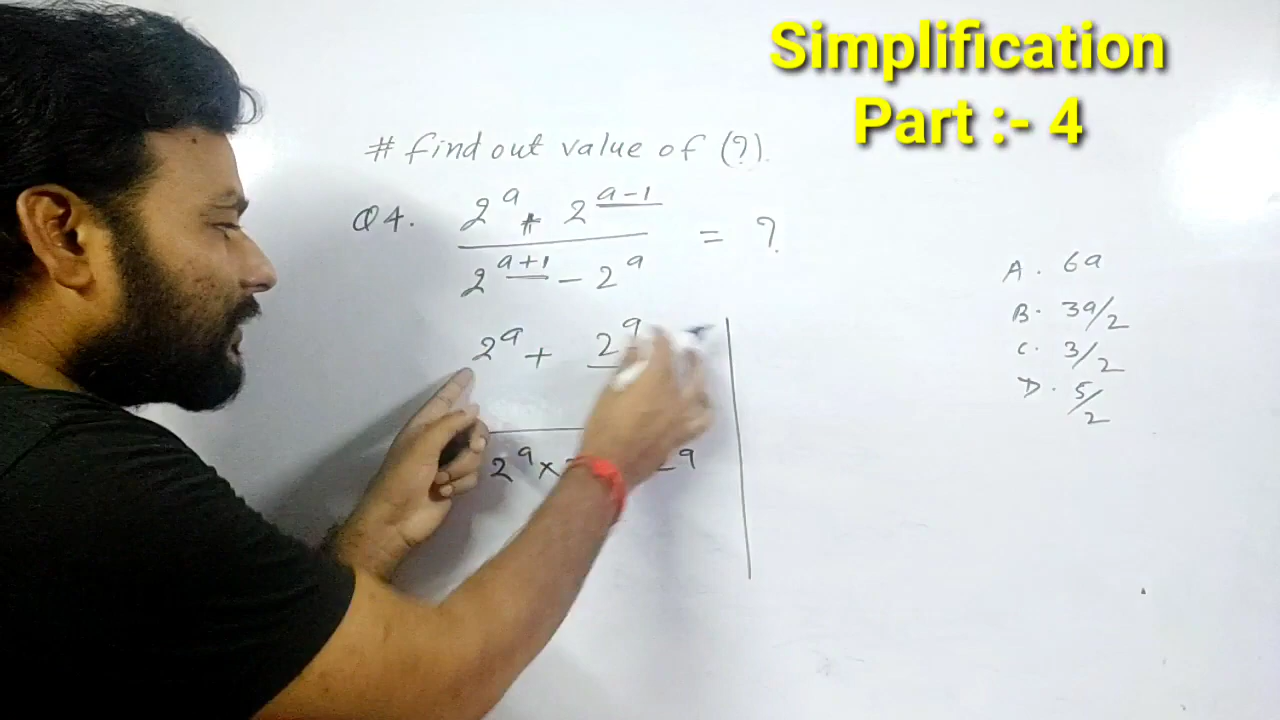 Simplification
Part :- 4
# find out value of (?).
Q4.
2^a + 2^(a-1)
2^(a+1) - 2^a
= ?
2^a + 2^a
2^a ×
2^a
A. 6a
B. 3a/2
C. 3/2
D. 5/2